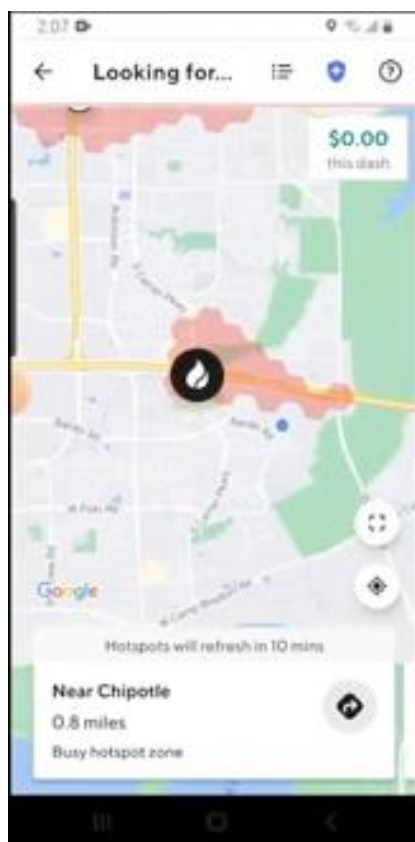 2:07
Looking for...
$0.00
this dash
Google
Hotspots will refresh in 10 mins
Near Chipotle
0.8 miles
Busy hotspot zone